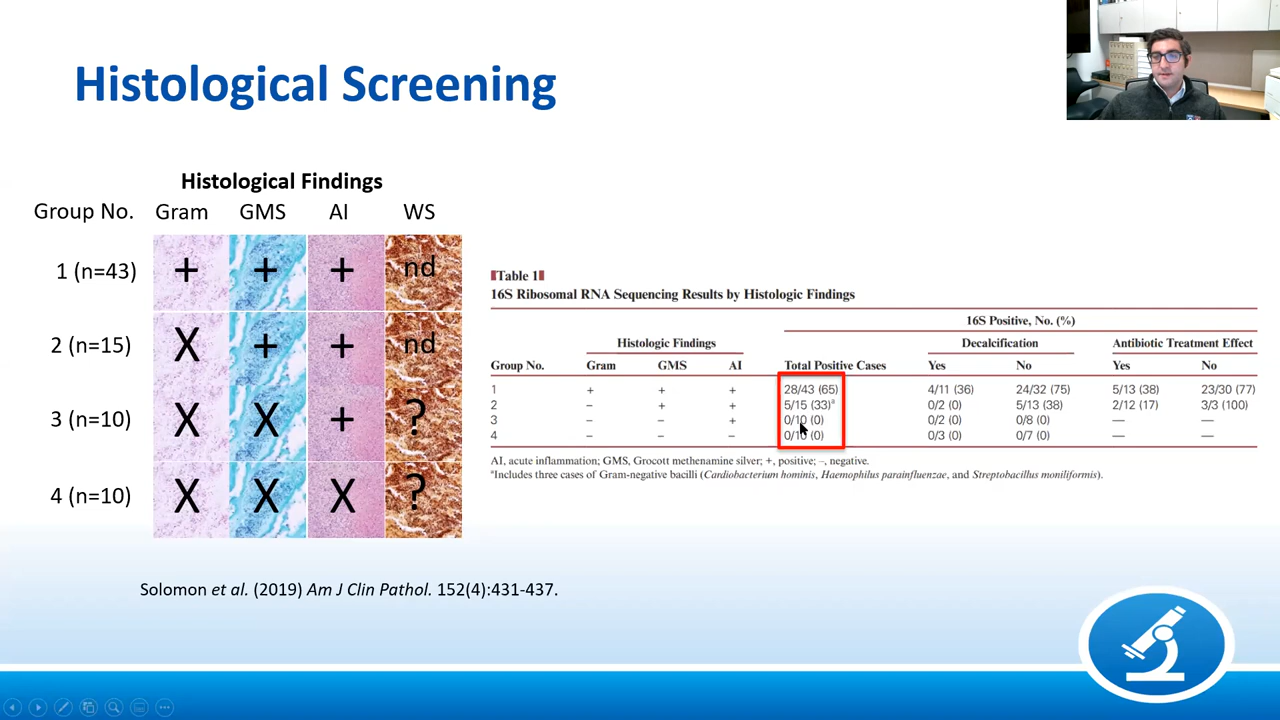 Histological Screening
Histological Findings
Group No. Gram GMS AI WS
1 (n=43) + + + nd
2 (n=15) X + + nd
3 (n=10) X X + ?
4 (n=10) X X X ?
Solomon et al. (2019) Am J Clin Pathol. 152(4):431-437.
Table 1
16S Ribosomal RNA Sequencing Results by Histologic Findings
16S Positive, No. (%)
Histologic Findings Decalcification Antibiotic Treatment Effect
Group No. Gram GMS AI Total Positive Cases Yes No Yes No
1 + + + 28/43 (65) 4/11 (36) 24/32 (75) 5/13 (38) 23/30 (77)
2 – + + 5/15 (33)a 0/2 (0) 5/13 (38) 2/12 (17) 3/3 (100)
3 – – + 0/10 (0) 0/2 (0) 0/8 (0) — —
4 – – – 0/10 (0) 0/3 (0) 0/7 (0) — —
AI, acute inflammation; GMS, Grocott methenamine silver; +, positive; –, negative.
aIncludes three cases of Gram-negative bacilli (Cardiobacterium hominis, Haemophilus parainfluenzae, and Streptobacillus moniliformis).